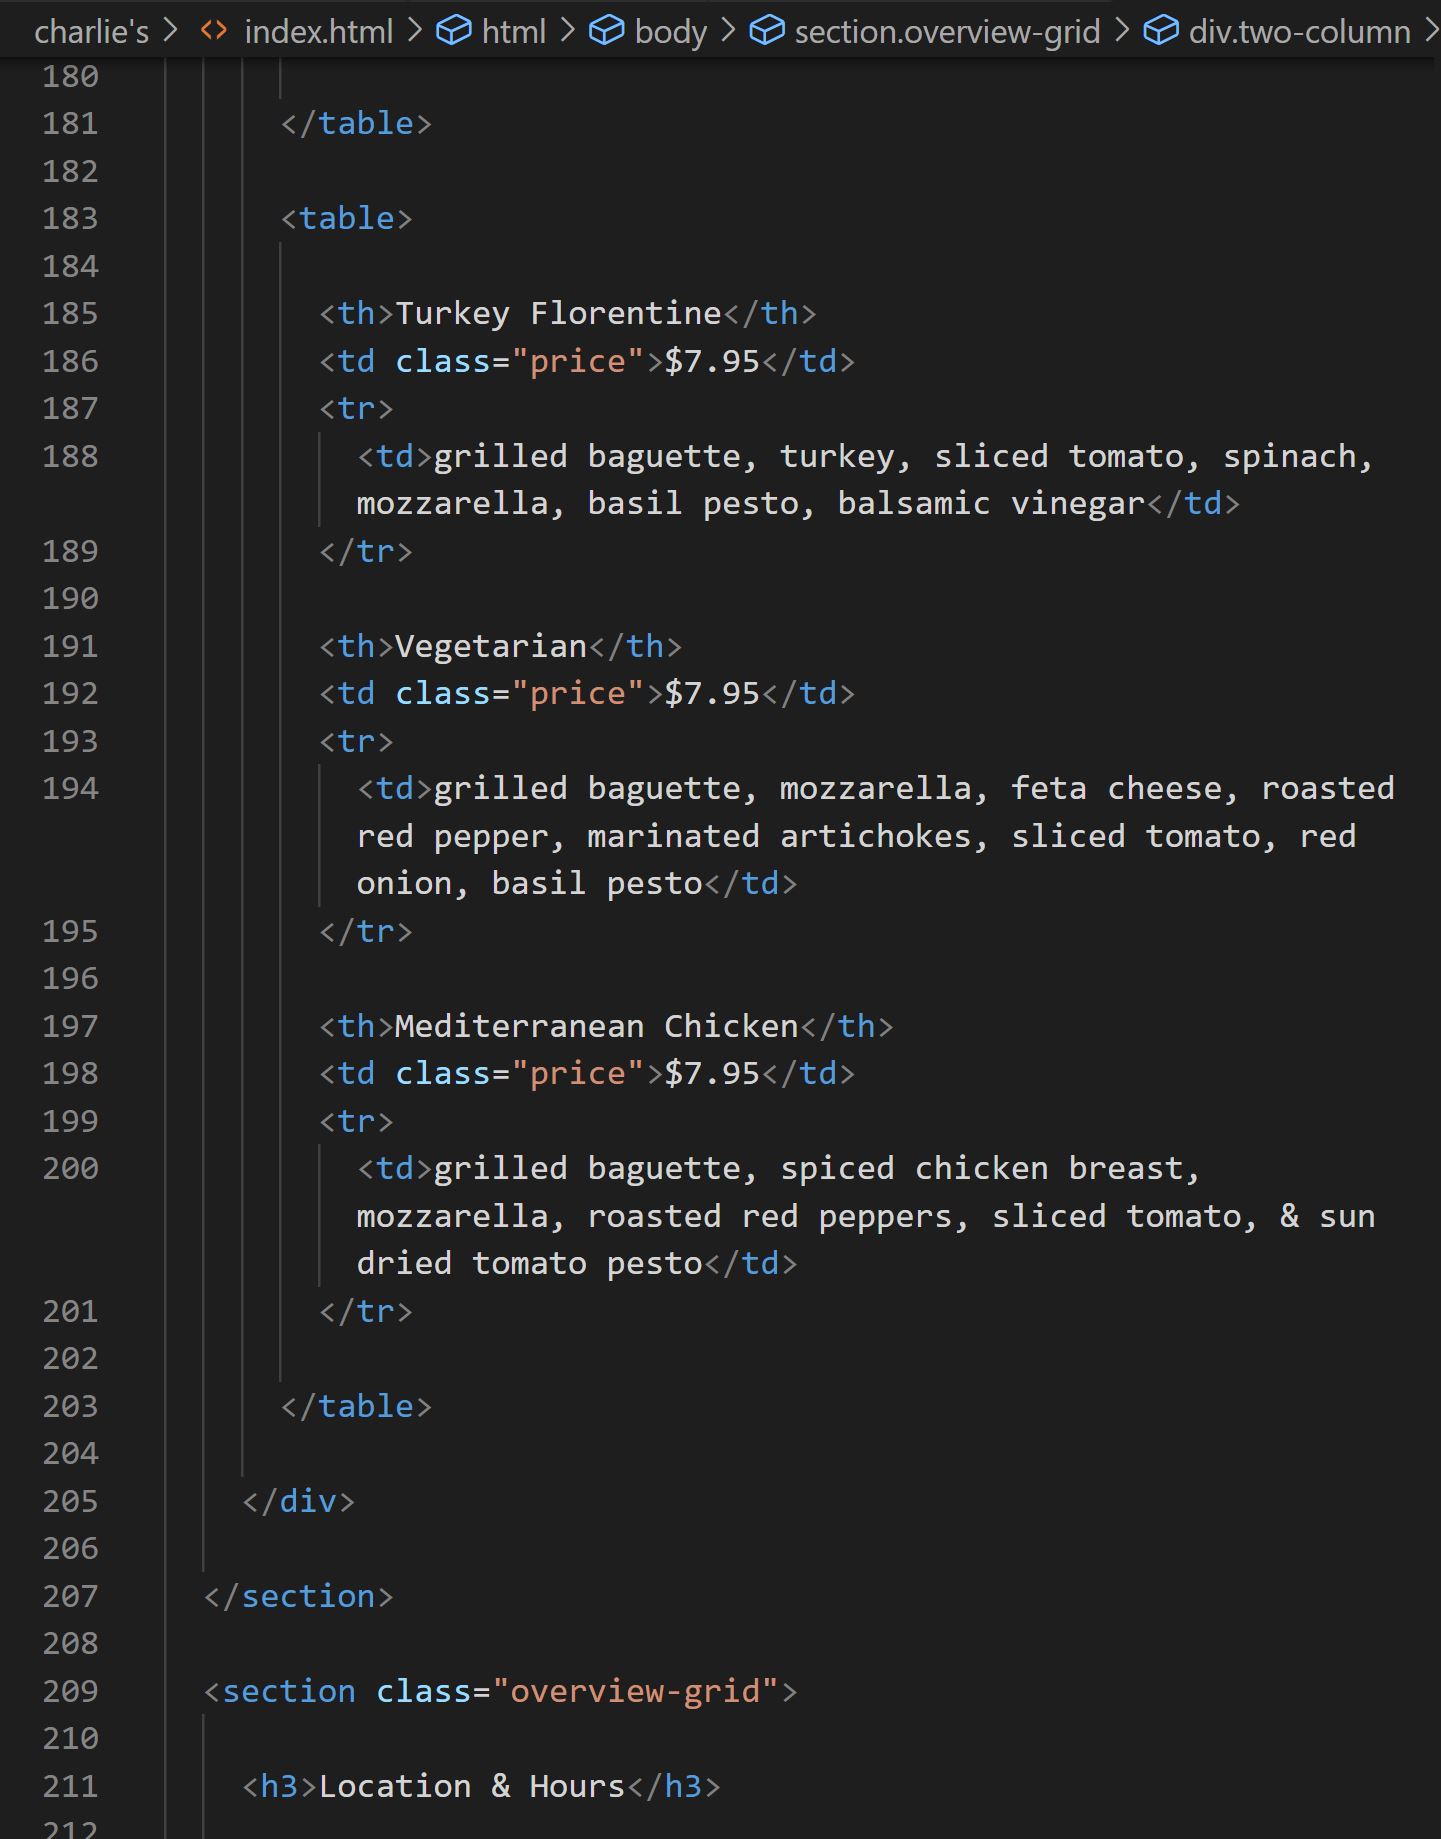 charlie's > <> index.html > html > body > section.overview-grid > div.two-column >
180
181 </table>
182
183 <table>
184
185 <th>Turkey Florentine</th>
186 <td class="price">$7.95</td>
187 <tr>
188 <td>grilled baguette, turkey, sliced tomato, spinach,
mozzarella, basil pesto, balsamic vinegar</td>
189 </tr>
190
191 <th>Vegetarian</th>
192 <td class="price">$7.95</td>
193 <tr>
194 <td>grilled baguette, mozzarella, feta cheese, roasted
red pepper, marinated artichokes, sliced tomato, red
onion, basil pesto</td>
195 </tr>
196
197 <th>Mediterranean Chicken</th>
198 <td class="price">$7.95</td>
199 <tr>
200 <td>grilled baguette, spiced chicken breast,
mozzarella, roasted red peppers, sliced tomato, & sun
dried tomato pesto</td>
201 </tr>
202
203 </table>
204
205 </div>
206
207 </section>
208
209 <section class="overview-grid">
210
211 <h3>Location & Hours</h3>
212